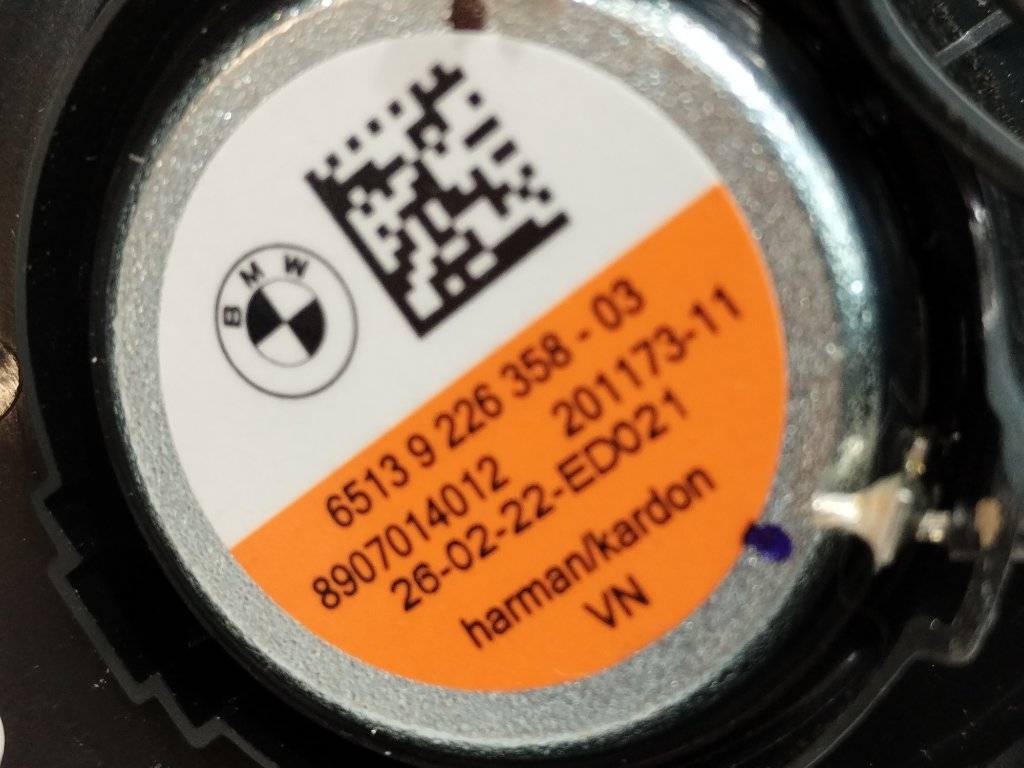 BMW
6513 9 226 358 - 03
8907014012 201173-11
26-02-22-ED021
harman/kardon
VN